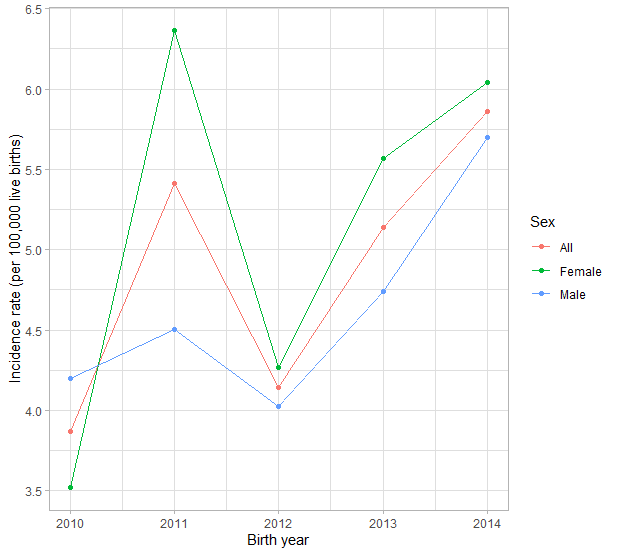 6.5
6.0
5.5
5.0
4.5
4.0
3.5
Incidence rate (per 100,000 live births)
2010 2011 2012 2013 2014
Birth year
Sex
All
Female
Male